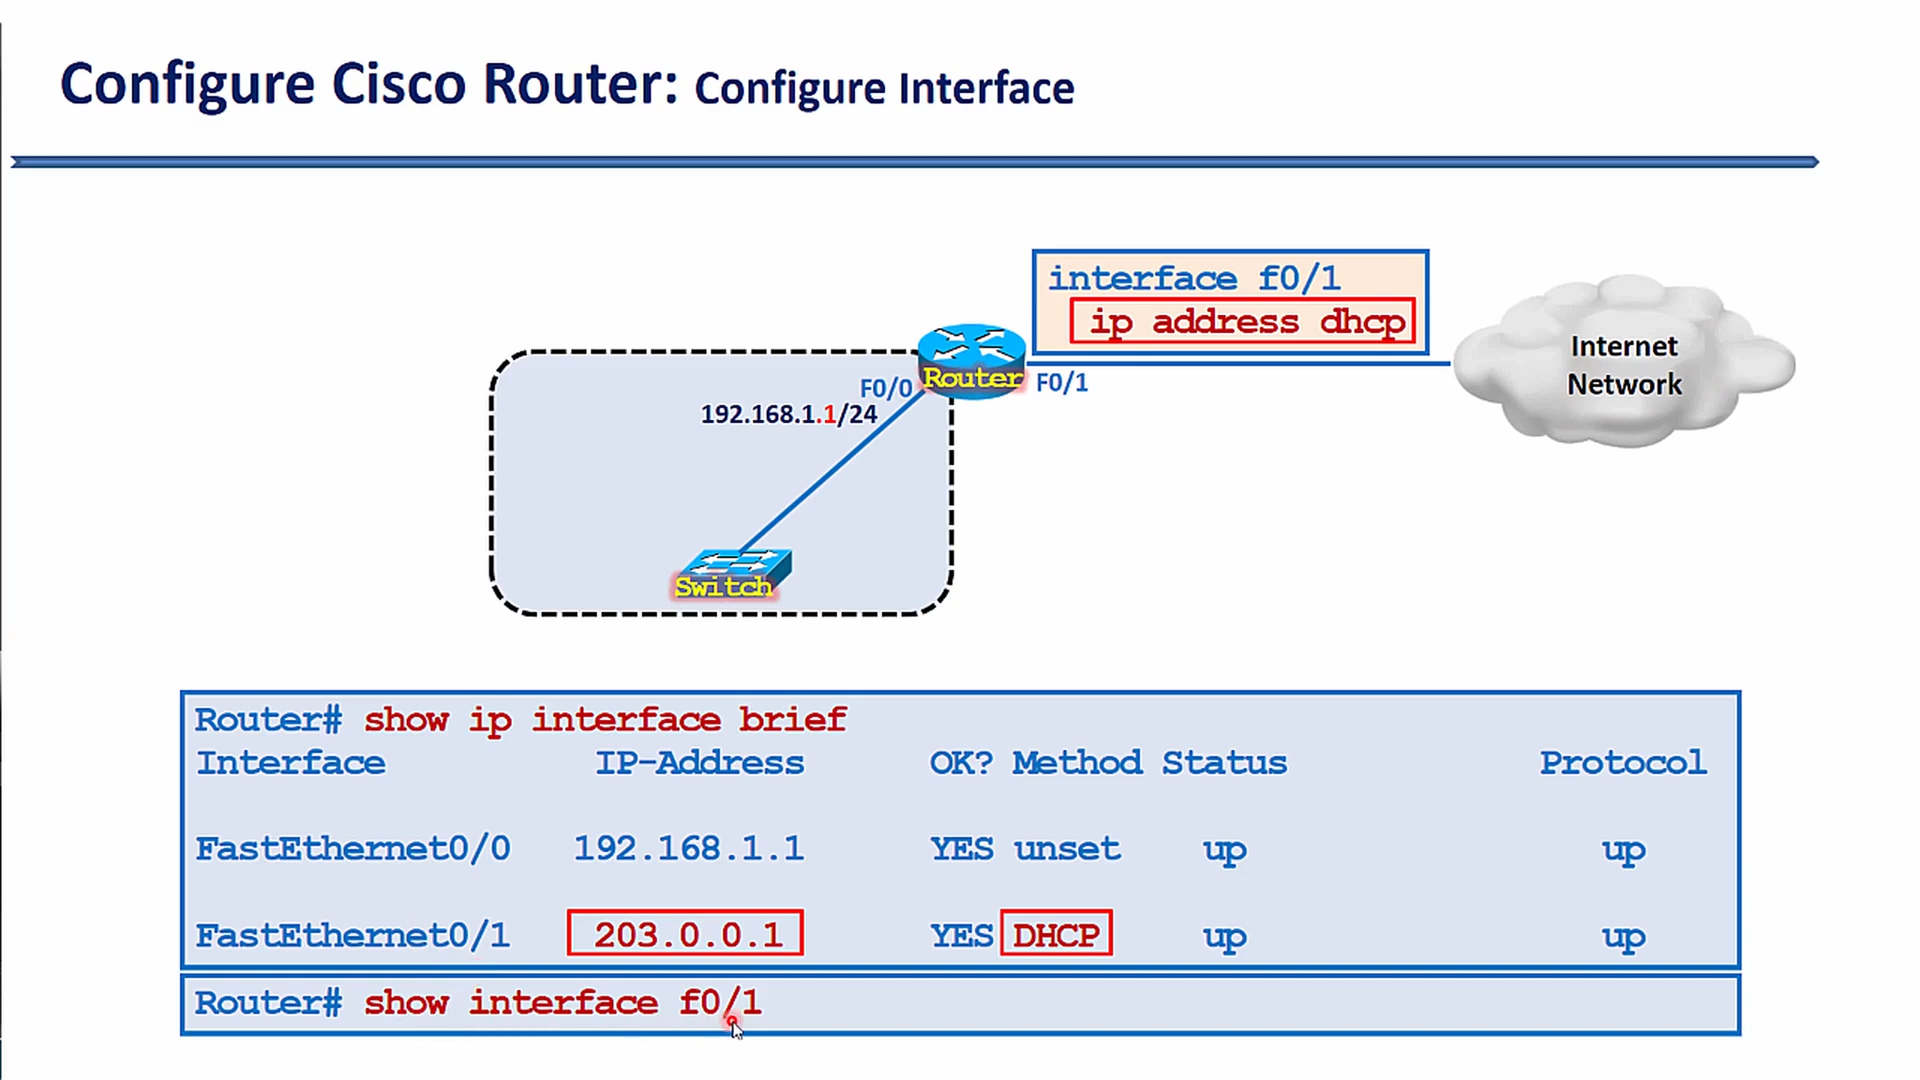 Configure Cisco Router: Configure Interface
interface f0/1
ip address dhcp
Internet
Network
Router
F0/0
F0/1
192.168.1.1/24
Switch
Router# show ip interface brief
Interface IP-Address OK? Method Status Protocol
FastEthernet0/0 192.168.1.1 YES unset up up
FastEthernet0/1 203.0.0.1 YES DHCP up up
Router# show interface f0/1